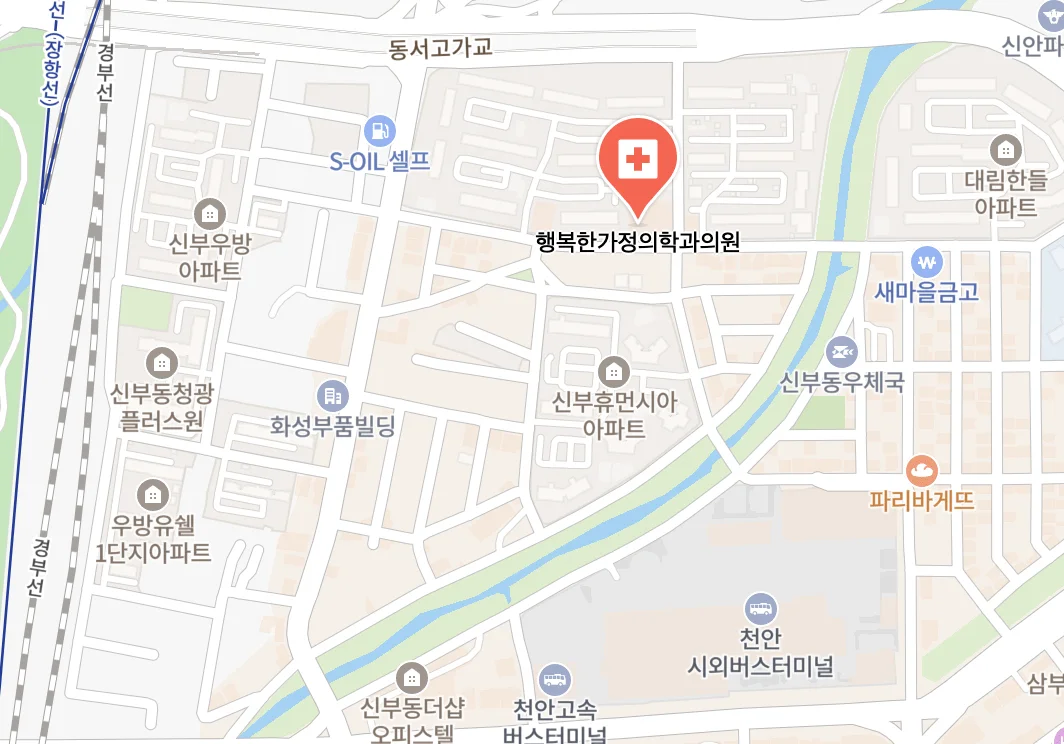 선-(장항선)
경부선
동서고가교
신안파
S-OIL 셀프
대림한들
아파트
신부우방
아파트
행복한가정의학과의원
새마을금고
신부동청광
플러스원
화성부품빌딩
신부휴먼시아
아파트
신부동우체국
파리바게뜨
우방유쉘
1단지아파트
경부선
천안
시외버스터미널
신부동더샵
오피스텔
천안고속
버스터미널
삼부